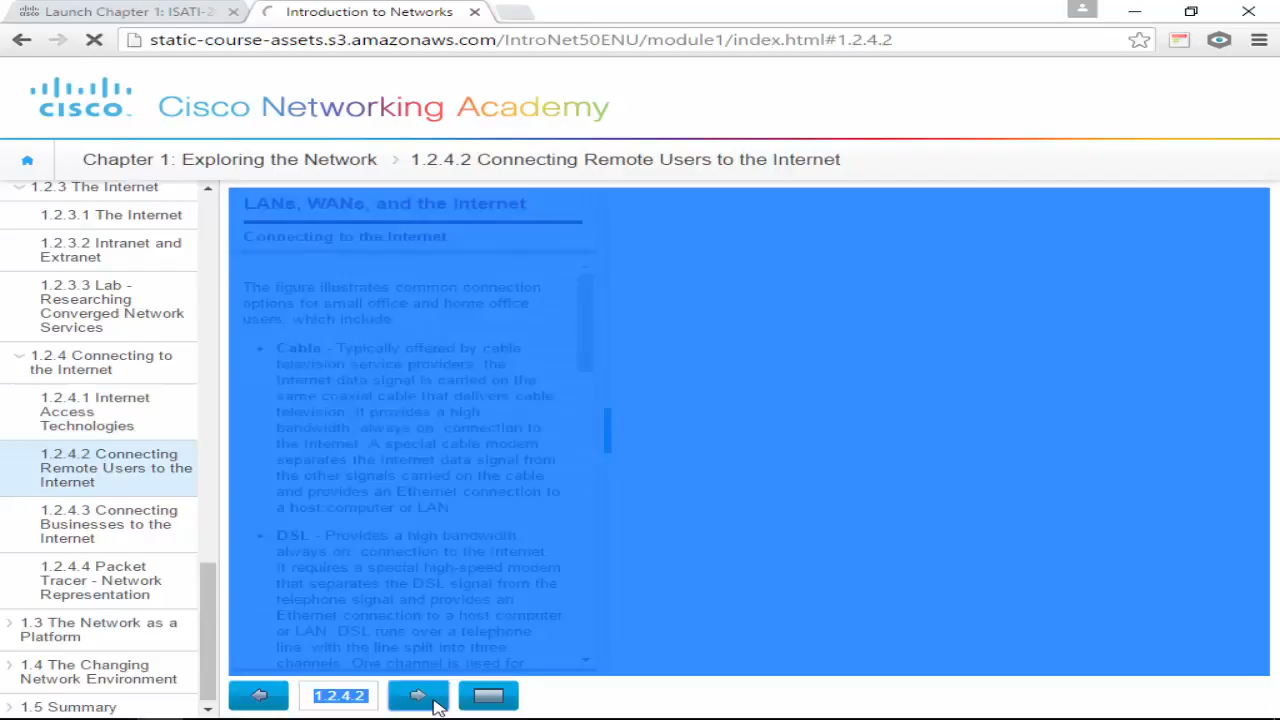 Launch Chapter 1: ISATI-2
Introduction to Networks
static-course-assets.s3.amazonaws.com/IntroNet50ENU/module1/index.html#1.2.4.2
CISCO. Cisco Networking Academy
Chapter 1: Exploring the Network
1.2.4.2 Connecting Remote Users to the Internet
1.2.3 The Internet
1.2.3.1 The Internet
1.2.3.2 Intranet and
Extranet
1.2.3.3 Lab -
Researching
Converged Network
Services
1.2.4 Connecting to
the Internet
1.2.4.1 Internet
Access
Technologies
1.2.4.2 Connecting
Remote Users to the
Internet
1.2.4.3 Connecting
Businesses to the
Internet
1.2.4.4 Packet
Tracer - Network
Representation
1.3 The Network as a
Platform
1.4 The Changing
Network Environment
1.5 Summary
LANs, WANs, and the Internet
Connecting to the Internet
The figure illustrates common connection
options for small office and home office
users, which include:
• Cable - Typically offered by cable
television service providers, the
Internet data signal is carried on the
same coaxial cable that delivers cable
television. It provides a high
bandwidth, always on, connection to
the Internet. A special cable modem
separates the Internet data signal from
the other signals carried on the cable
and provides an Ethernet connection to
a host computer or LAN.
• DSL - Provides a high bandwidth,
always on, connection to the Internet.
It requires a special high-speed modem
that separates the DSL signal from the
telephone signal and provides an
Ethernet connection to a host computer
or LAN. DSL runs over a telephone
line, with the line split into three
channels. One channel is used for
1.2.4.2